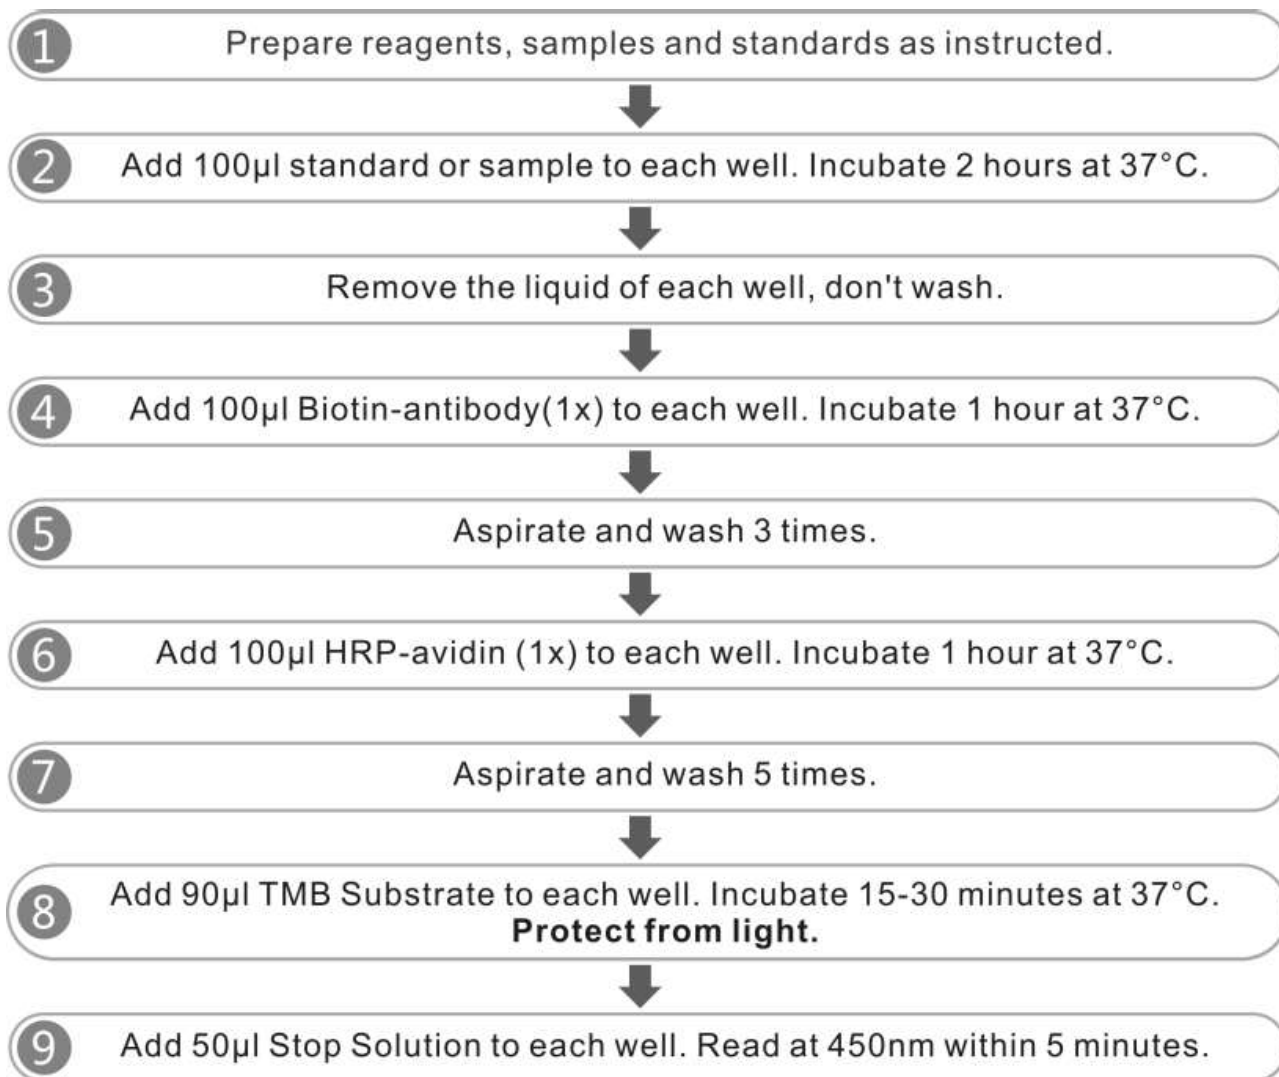 1 Prepare reagents, samples and standards as instructed.
2 Add 100µl standard or sample to each well. Incubate 2 hours at 37°C.
3 Remove the liquid of each well, don't wash.
4 Add 100µl Biotin-antibody(1x) to each well. Incubate 1 hour at 37°C.
5 Aspirate and wash 3 times.
6 Add 100µl HRP-avidin (1x) to each well. Incubate 1 hour at 37°C.
7 Aspirate and wash 5 times.
8 Add 90µl TMB Substrate to each well. Incubate 15-30 minutes at 37°C.
Protect from light.
9 Add 50µl Stop Solution to each well. Read at 450nm within 5 minutes.